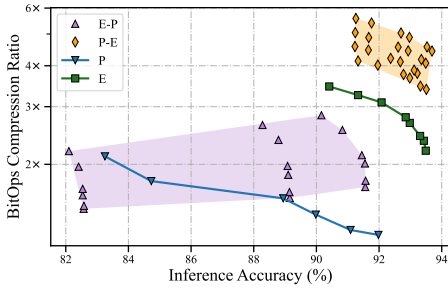 6×
4×
3×
2×
BitOps Compression Ratio
E-P
P-E
P
E
82 84 86 88 90 92 94
Inference Accuracy (%)